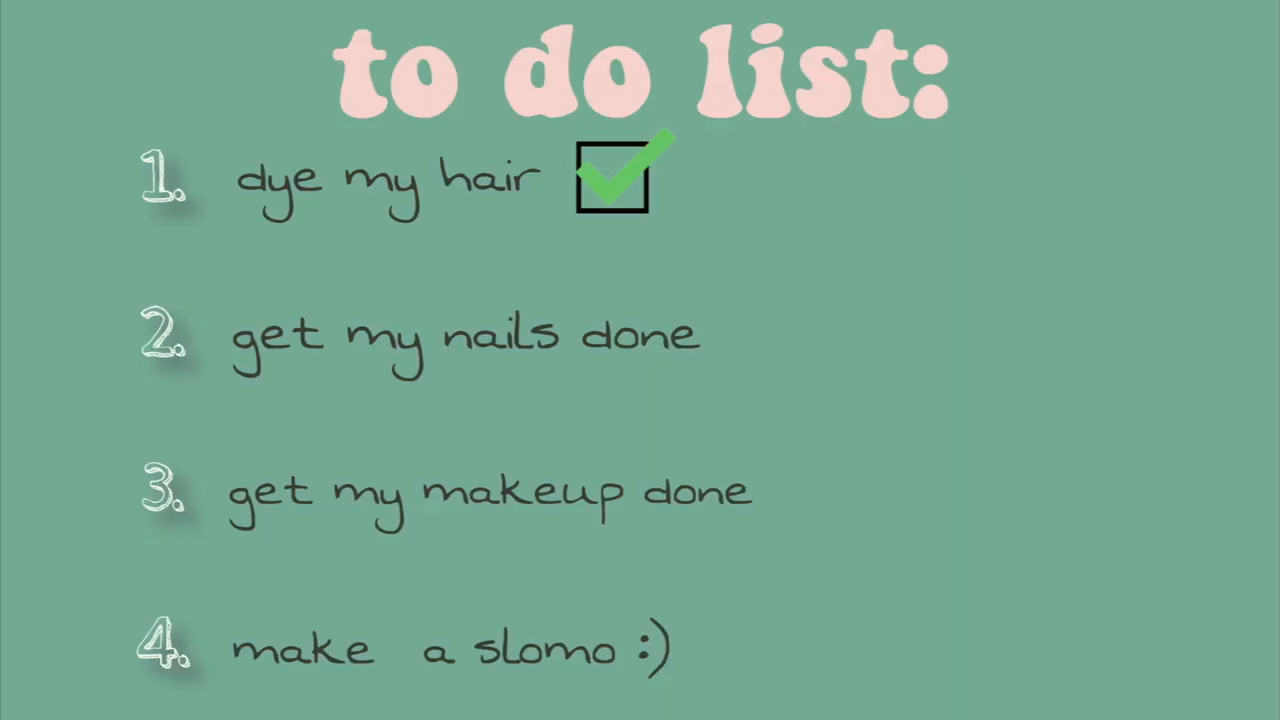 to do list:
1. dye my hair
2. get my nails done
3. get my makeup done
4. make a slomo :)